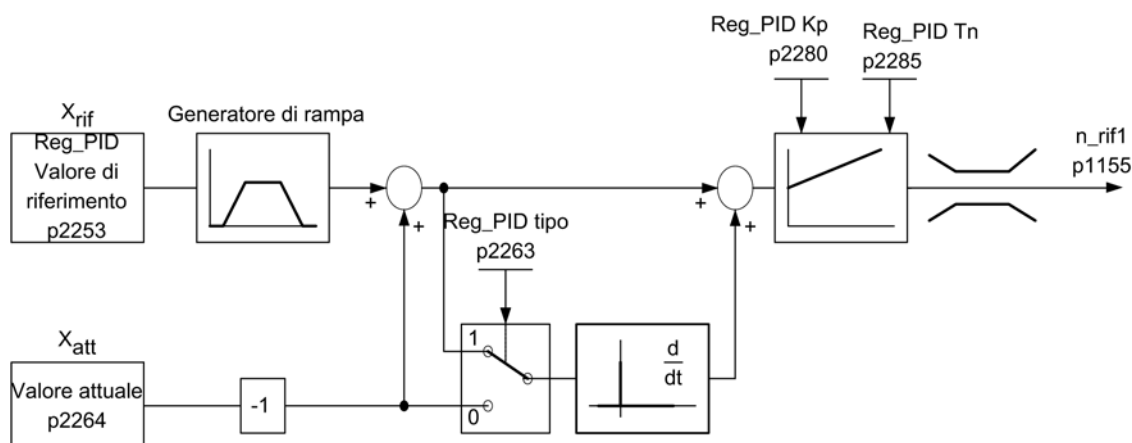 Reg_PID Kp
p2280
Reg_PID Tn
p2285
Xrif
Reg_PID
Valore di
riferimento
p2253
Generatore di rampa
+
+
+
+
n_rif1
p1155
Reg_PID tipo
p2263
Xatt
Valore attuale
p2264
-1
1
0
d
dt